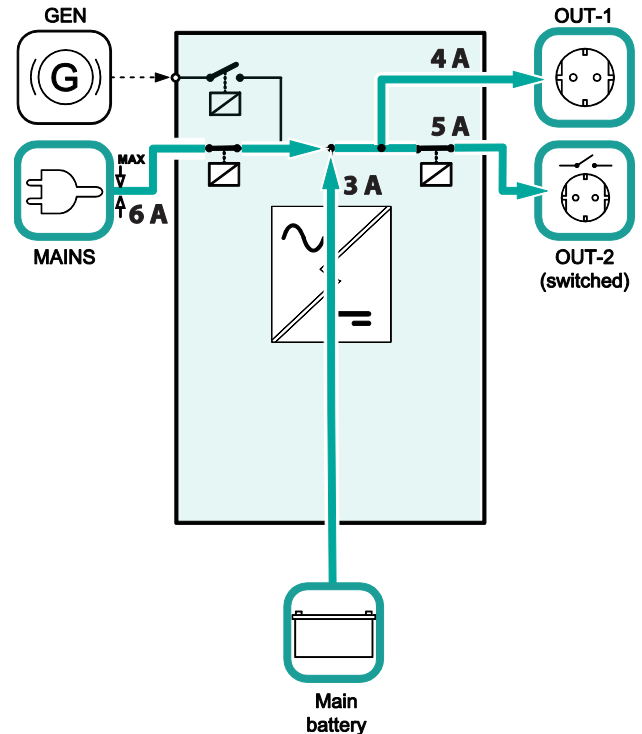 GEN
OUT-1
G
4 A
5 A
MAX
6 A
3 A
MAINS
OUT-2
(switched)
Main
battery